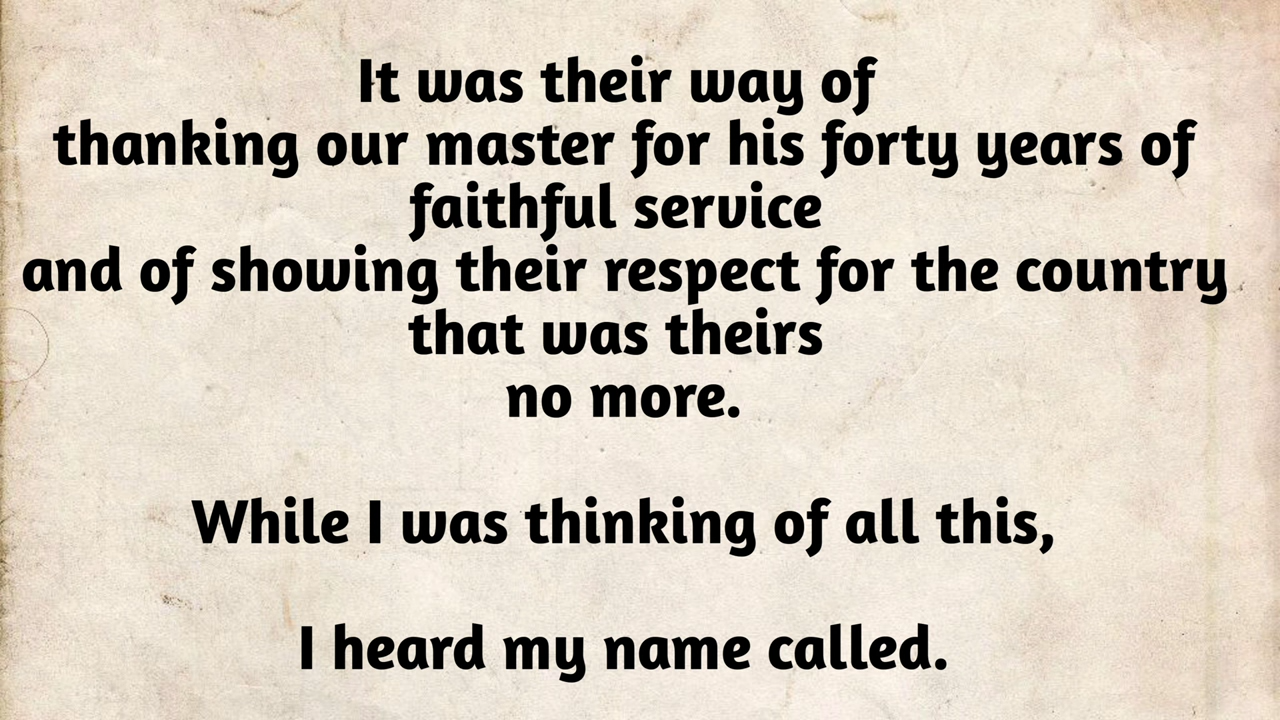 It was their way of
thanking our master for his forty years of
faithful service
and of showing their respect for the country
that was theirs
no more.
While I was thinking of all this,
I heard my name called.